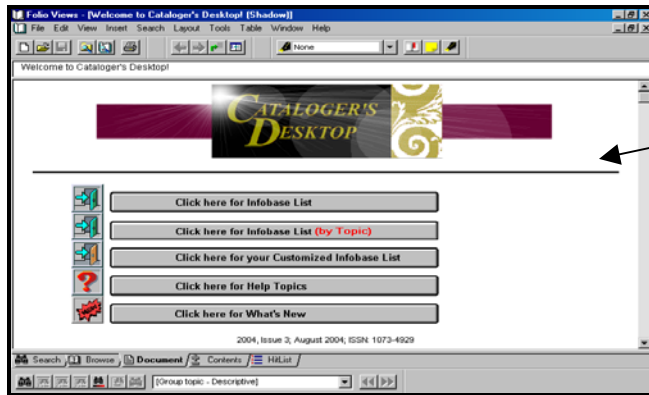 Folio Views - [Welcome to Cataloger's Desktop! [Shadow]]
File Edit View Insert Search Layout Tools Table Window Help
None
Welcome to Cataloger's Desktop!
CATALOGER'S
DESKTOP
Click here for Infobase List
Click here for Infobase List (by Topic)
Click here for your Customized Infobase List
Click here for Help Topics
Click here for What's New
2004, Issue 3; August 2004; ISSN: 1073-4929
Search Browse Document Contents HitList
[Group topic - Descriptive]